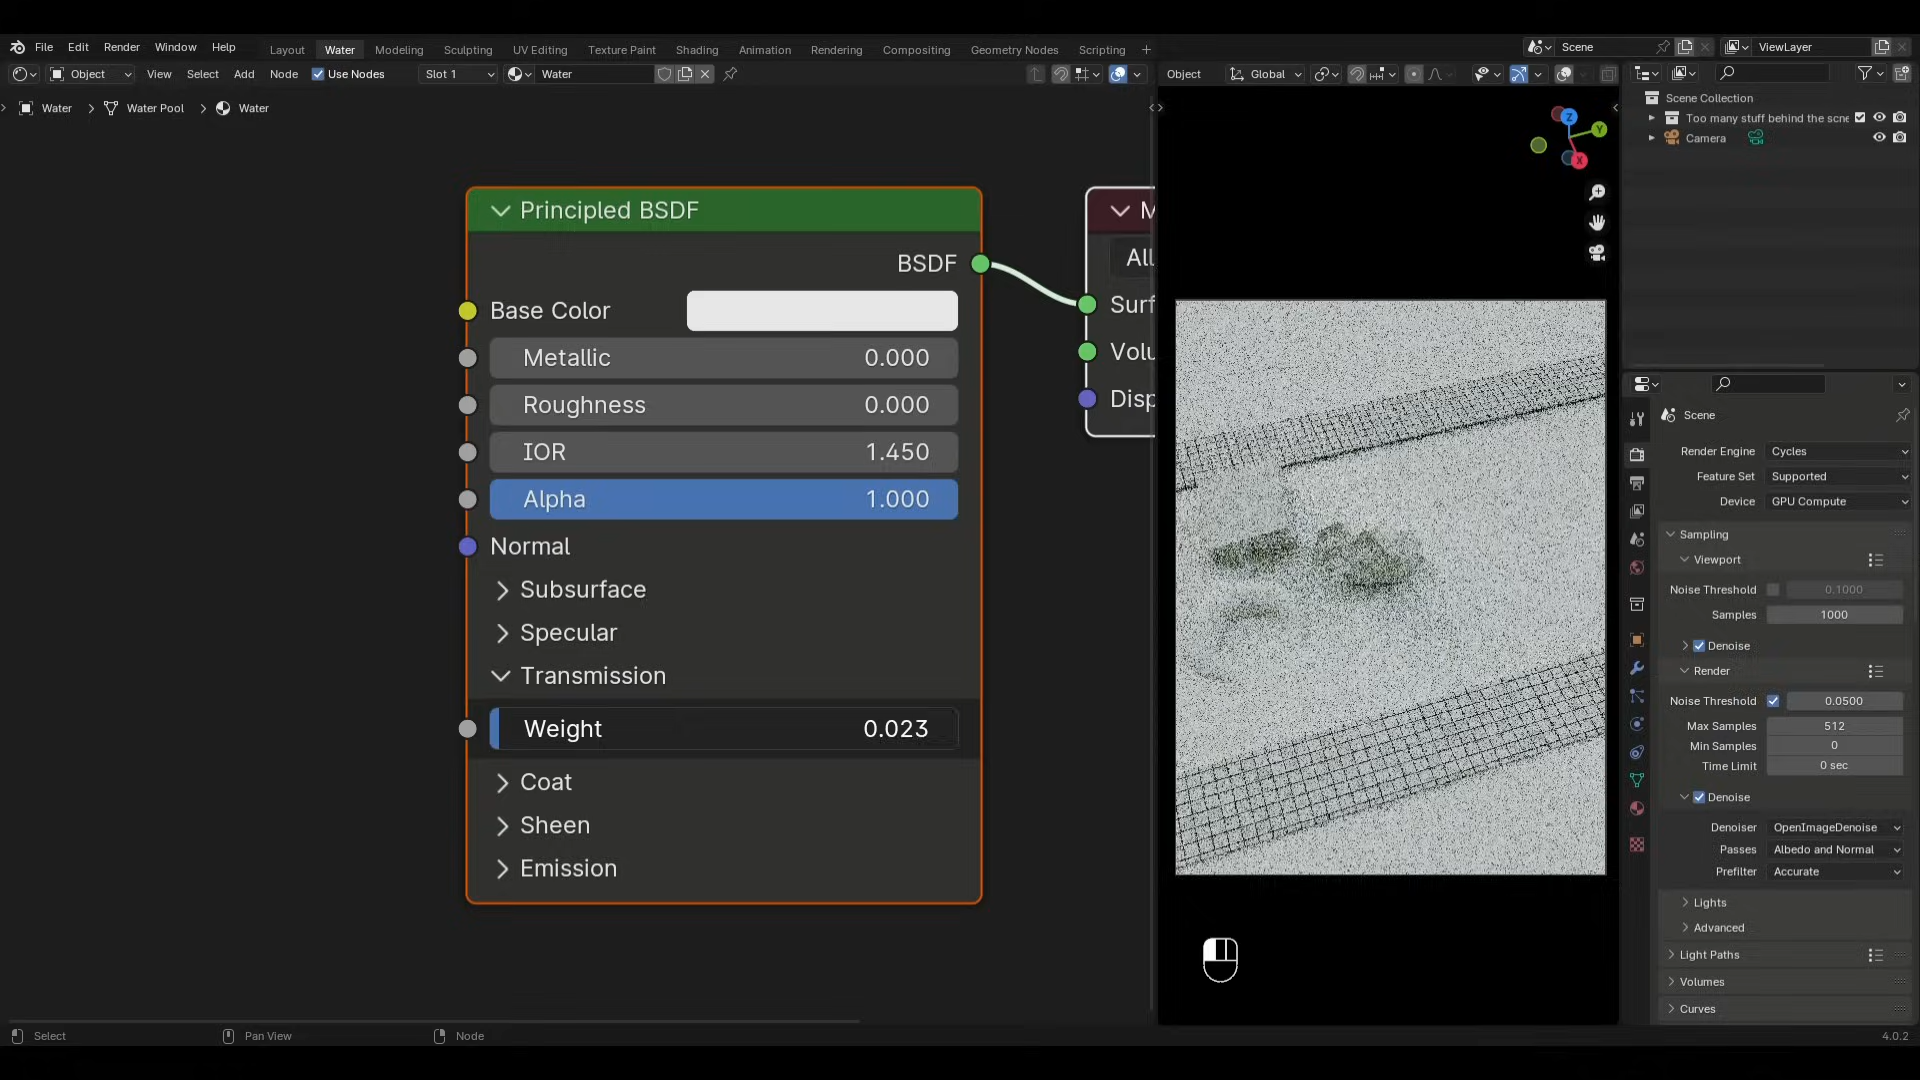 File Edit Render Window Help Layout Water Modeling Sculpting UV Editing Texture Paint Shading Animation Rendering Compositing Geometry Nodes Scripting + Scene ViewLayer
Object View Select Add Node Use Nodes Slot 1 Water Object Global
Water > Water Pool > Water
Scene Collection
Too many stuff behind the scne
Camera
Principled BSDF
BSDF
Base Color
Metallic 0.000
Roughness 0.000
IOR 1.450
Alpha 1.000
Normal
Subsurface
Specular
Transmission
Weight 0.023
Coat
Sheen
Emission
M
All
Surf
Volu
Disp
Z
Y
X
Scene
Render Engine Cycles
Feature Set Supported
Device GPU Compute
Sampling
Viewport
Noise Threshold 0.1000
Samples 1000
Denoise
Render
Noise Threshold 0.0500
Max Samples 512
Min Samples 0
Time Limit 0 sec
Denoise
Denoiser OpenImageDenoise
Passes Albedo and Normal
Prefilter Accurate
Lights
Advanced
Light Paths
Volumes
Curves
Select Pan View Node 4.0.2